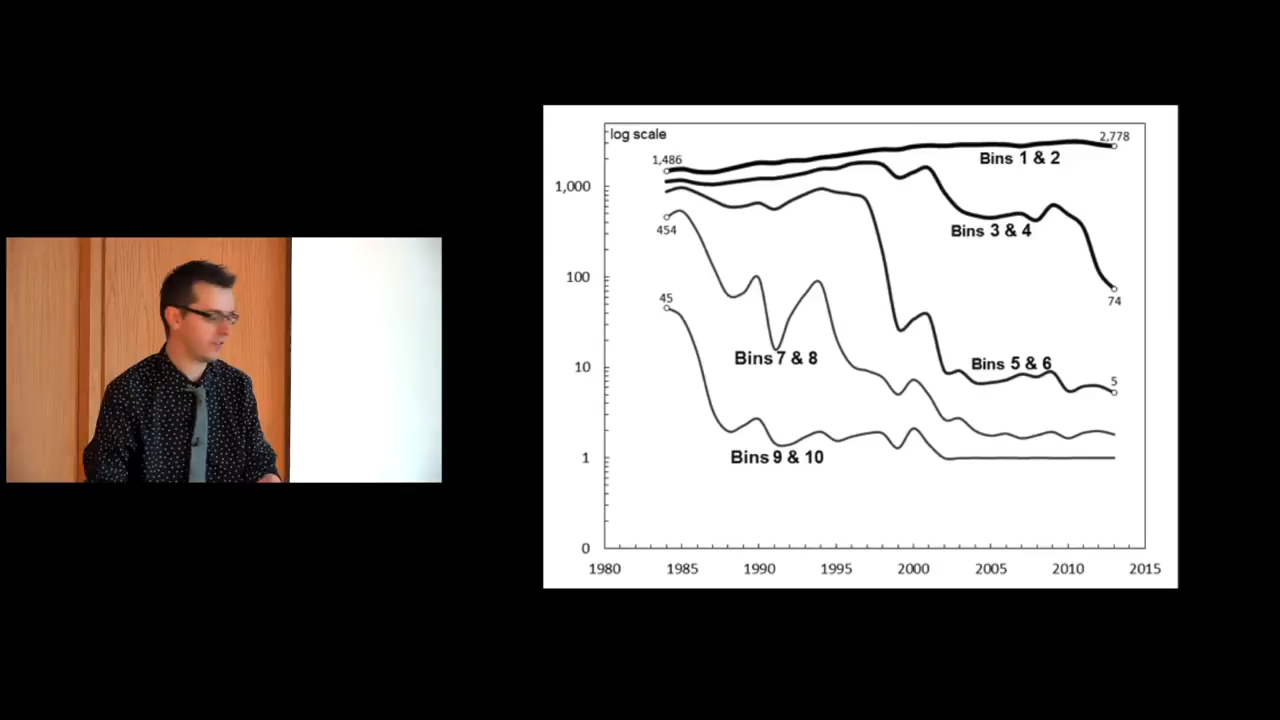 log scale
2,778
1,486
Bins 1 & 2
1,000
454
Bins 3 & 4
100
45
74
Bins 7 & 8
Bins 5 & 6
5
10
Bins 9 & 10
1
0
1980 1985 1990 1995 2000 2005 2010 2015